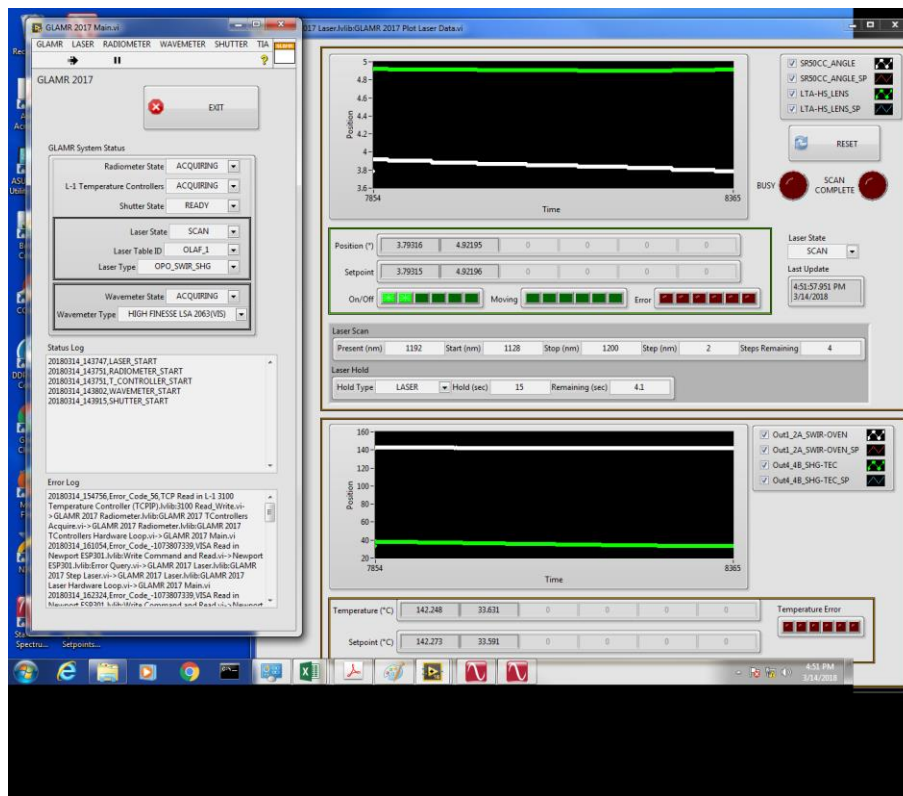 GLAMR 2017 Main.vi
GLAMR LASER RADIOMETER WAVEMETER SHUTTER TIA
GLAMR 2017
EXIT
GLAMR System Status
Radiometer State ACQUIRING
L-1 Temperature Controllers ACQUIRING
Shutter State READY
Laser State SCAN
Laser Table ID OLAF_1
Laser Type OPO_SWIR_SHG
Wavemeter State ACQUIRING
Wavemeter Type HIGH FINESSE LSA 2063(VIS)
Status Log
20180314_143747,LASER_START
20180314_143751,RADIOMETER_START
20180314_143751,T_CONTROLLER_START
20180314_143802,WAVEMETER_START
20180314_143915,SHUTTER_START
Error Log
20180314_154756,Error_Code_56,TCP Read in L-1 3100
Temperature Controller (TCPIP).lvlib:3100 Read_Write.vi-
>GLAMR 2017 Radiometer.lvlib:GLAMR 2017 TControllers
Acquire.vi->GLAMR 2017 Radiometer.lvlib:GLAMR 2017
TControllers Hardware Loop.vi->GLAMR 2017 Main.vi
20180314_161054,Error_Code_-1073807339,VISA Read in
Newport ESP301.lvlib:Write Command and Read.vi->Newport
ESP301.lvlib:Error Query.vi->GLAMR 2017 Laser.lvlib:GLAMR
2017 Step Laser.vi->GLAMR 2017 Laser.lvlib:GLAMR 2017
Laser Hardware Loop.vi->GLAMR 2017 Main.vi
20180314_162324,Error_Code_-1073807339,VISA Read in
Newport ESP301.lvlib:Write Command and Read.vi->Newport
017 Laser.lvlib:GLAMR 2017 Plot Laser Data.vi
5
4.8
4.6
4.4
4.2
4
3.8
3.6
Position
7854
8365
Time
SR50CC_ANGLE
SR50CC_ANGLE_SP
LTA-HS_LENS
LTA-HS_LENS_SP
RESET
BUSY
SCAN
COMPLETE
Position (°) 3.79316 4.92195 0 0 0 0
Setpoint 3.79315 4.92196 0 0 0 0
On/Off Moving Error
Laser State
SCAN
Last Update
4:51:57.951 PM
3/14/2018
Laser Scan
Present (nm) 1192 Start (nm) 1128 Stop (nm) 1200 Step (nm) 2 Steps Remaining 4
Laser Hold
Hold Type LASER Hold (sec) 15 Remaining (sec) 4.1
160
140
120
100
80
60
40
20
Position
7854
8365
Time
Out1_2A_SWIR-OVEN
Out1_2A_SWIR-OVEN_SP
Out4_4B_SHG-TEC
Out4_4B_SHG-TEC_SP
Temperature (°C) 142.248 33.631 0 0 0 0
Setpoint (°C) 142.273 33.591 0 0 0 0
Temperature Error
Spectru... Setpoints...
4:51 PM
3/14/2018